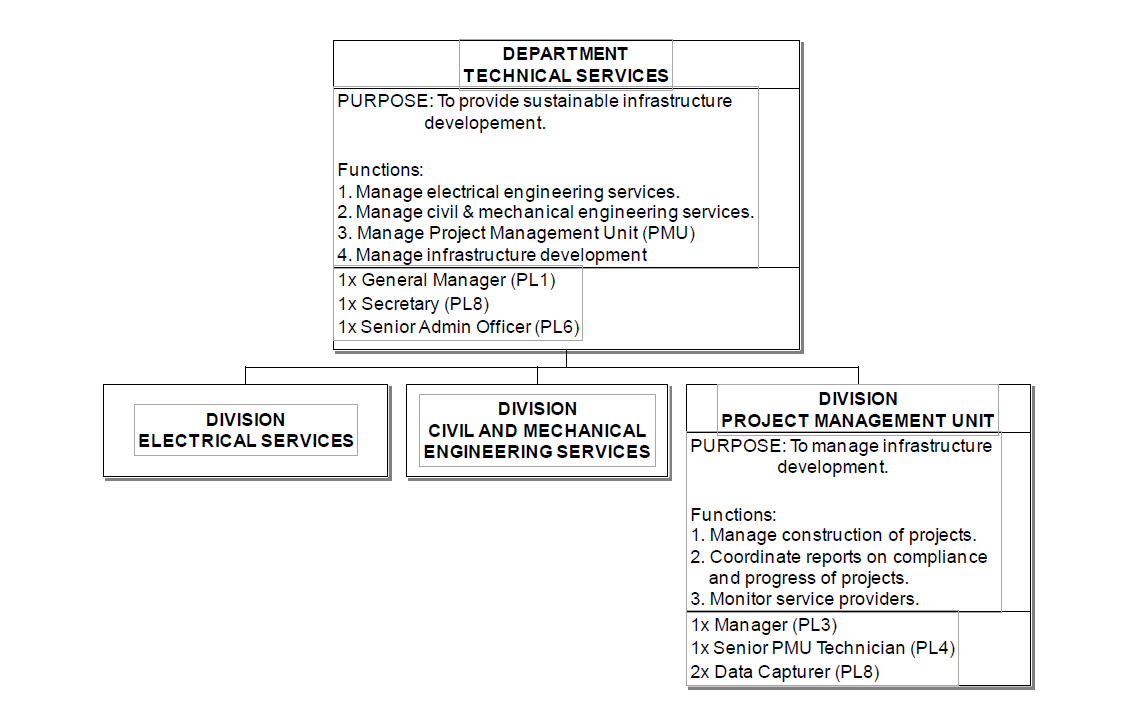 DEPARTMENT
TECHNICAL SERVICES
PURPOSE: To provide sustainable infrastructure
developement.
Functions:
1. Manage electrical engineering services.
2. Manage civil & mechanical engineering services.
3. Manage Project Management Unit (PMU)
4. Manage infrastructure development
1x General Manager (PL1)
1x Secretary (PL8)
1x Senior Admin Officer (PL6)
DIVISION
ELECTRICAL SERVICES
DIVISION
CIVIL AND MECHANICAL
ENGINEERING SERVICES
DIVISION
PROJECT MANAGEMENT UNIT
PURPOSE: To manage infrastructure
development.
Functions:
1. Manage construction of projects.
2. Coordinate reports on compliance
and progress of projects.
3. Monitor service providers.
1x Manager (PL3)
1x Senior PMU Technician (PL4)
2x Data Capturer (PL8)